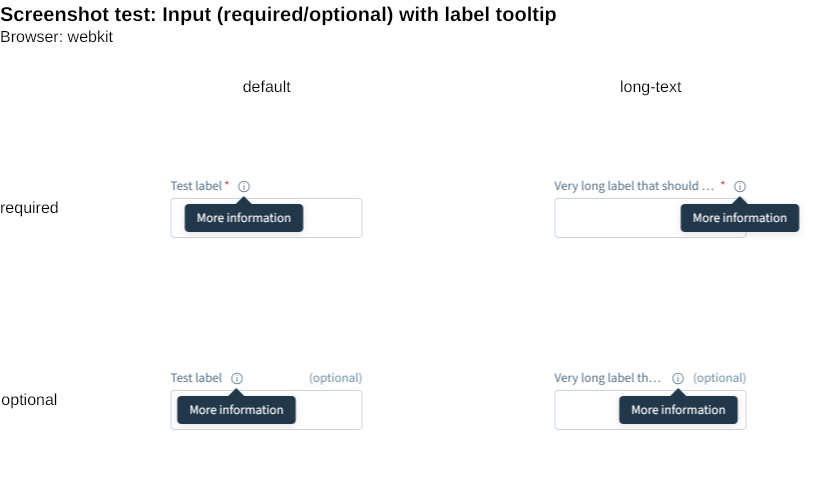 Screenshot test: Input (required/optional) with label tooltip
Browser: webkit
default long-text
Test label * Very long label that should … *
required More information More information
Test label (optional) Very long label th… (optional)
optional More information More information